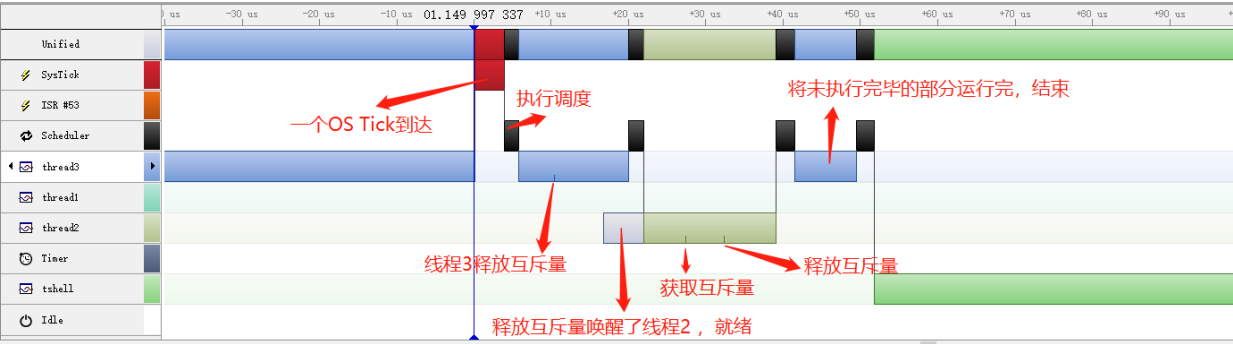 us -30 us -20 us -10 us 01.149 997 337 +10 us +20 us +30 us +40 us +50 us +60 us +70 us +80 us +90 us
Unified
SysTick
将未执行完毕的部分运行完，结束
执行调度
ISR #53
一个OS Tick到达
Scheduler
thread3
thread1
thread2
Timer
线程3释放互斥量
释放互斥量
获取互斥量
tshell
Idle
释放互斥量唤醒了线程2 ，就绪